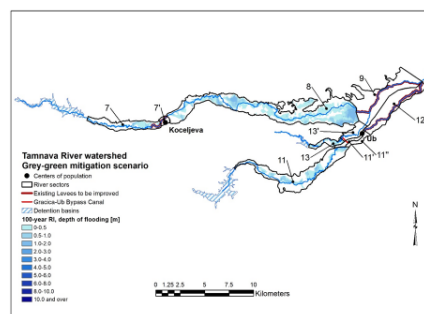 8
9
7
7'
Koceljeva
12
13'
Ub
13
11'
11''
11
Tamnava River watershed
Grey-green mitigation scenario
Centers of population
River sectors
Existing Levees to be improved
Gracica-Ub Bypass Canal
Detention basins
100-year RI, depth of flooding [m]
0-0.5
0.5-1.0
1.0-2.0
2.0-3.0
3.0-4.0
4.0-5.0
5.0-6.0
6.0-8.0
8.0-10.0
10.0 and over
N
0 1.25 2.5 5 7.5 10
Kilometers